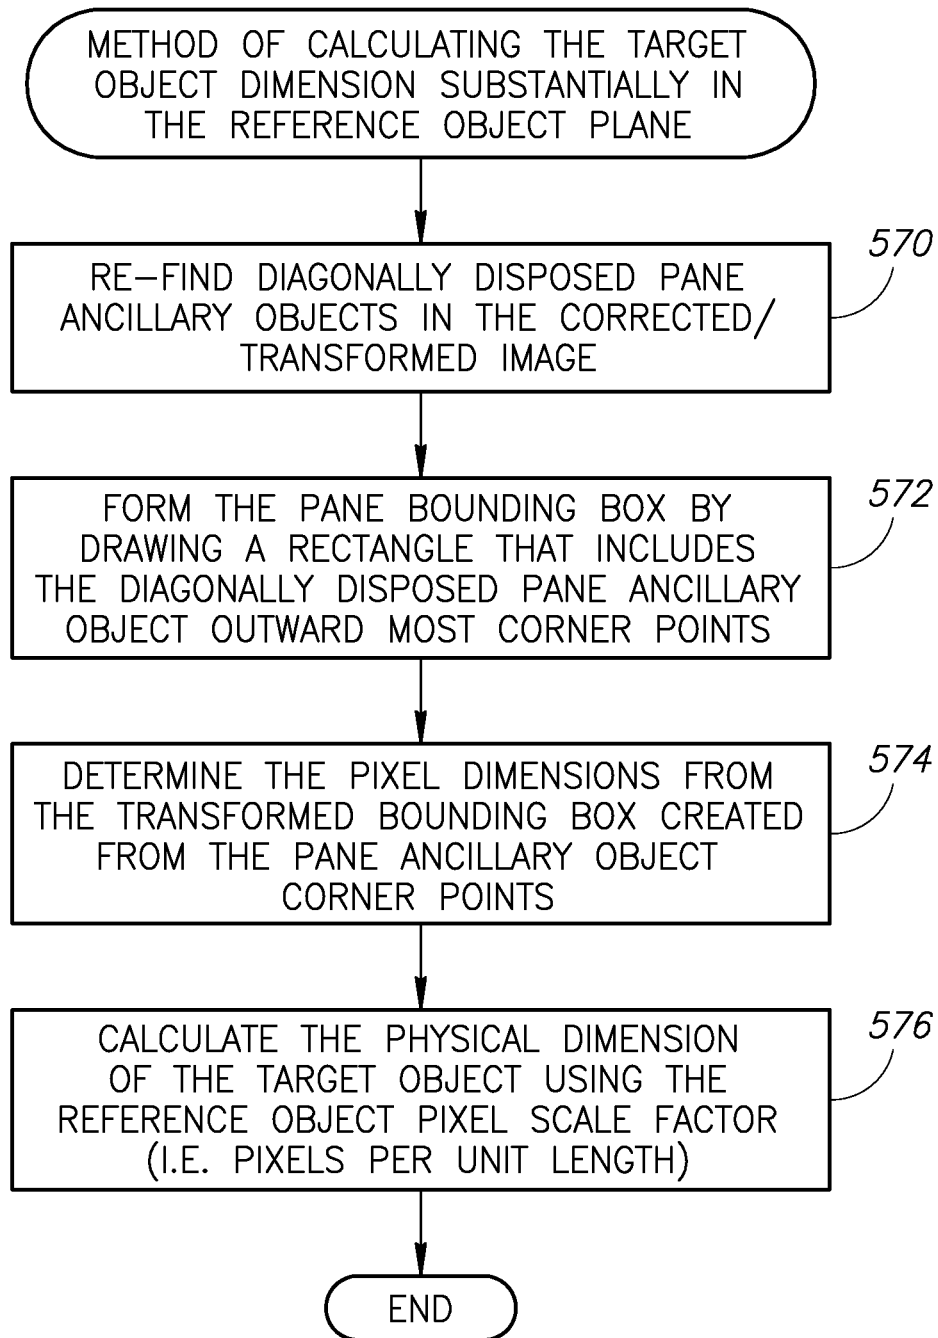 METHOD OF CALCULATING THE TARGET
OBJECT DIMENSION SUBSTANTIALLY IN
THE REFERENCE OBJECT PLANE
570
RE-FIND DIAGONALLY DISPOSED PANE
ANCILLARY OBJECTS IN THE CORRECTED/
TRANSFORMED IMAGE
572
FORM THE PANE BOUNDING BOX BY
DRAWING A RECTANGLE THAT INCLUDES
THE DIAGONALLY DISPOSED PANE ANCILLARY
OBJECT OUTWARD MOST CORNER POINTS
574
DETERMINE THE PIXEL DIMENSIONS FROM
THE TRANSFORMED BOUNDING BOX CREATED
FROM THE PANE ANCILLARY OBJECT
CORNER POINTS
576
CALCULATE THE PHYSICAL DIMENSION
OF THE TARGET OBJECT USING THE
REFERENCE OBJECT PIXEL SCALE FACTOR
(I.E. PIXELS PER UNIT LENGTH)
END